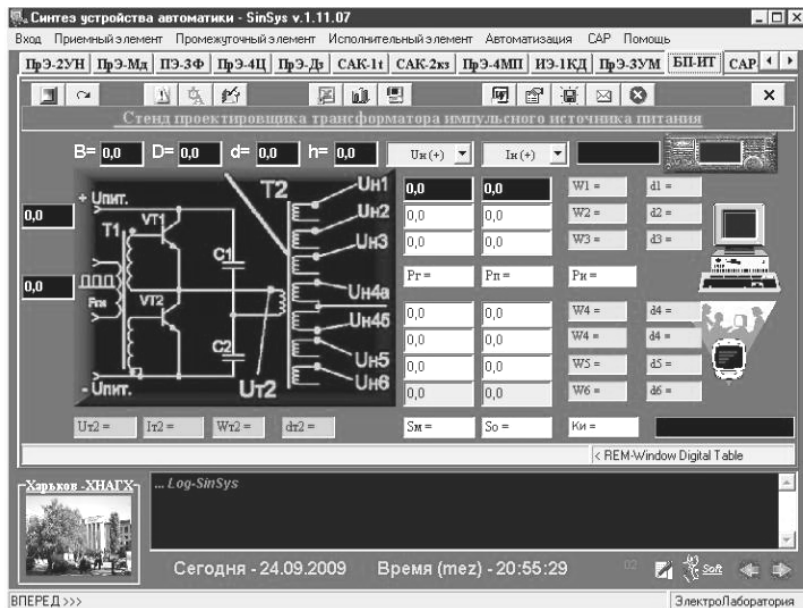 Синтез устройства автоматики - SinSys v.1.11.07
Вход Приемный элемент Промежуточный элемент Исполнительный элемент Автоматизация САР Помощь
ПрЭ-2УН ПрЭ-Мд ПЭ-3Ф ПрЭ-4Ц ПрЭ-Дз САК-1t САК-2кз ПрЭ-4МП ИЭ-1КД ПрЭ-3УМ БП-ИТ САР
Стенд проектировщика трансформатора импульсного источника питания
B= 0,0 D= 0,0 d= 0,0 h= 0,0 Uн (+) Iн (+)
+ Uпит. T2 Uн1 0,0 0,0 W1 = d1 =
0,0 VT1 Uн2 0,0 0,0 W2 = d2 =
T1 C1 Uн3 0,0 0,0 W3 = d3 =
0,0 Fпи Pг = Pп = Pн =
VT2 Uн4а 0,0 0,0 W4 = d4 =
Uн4б 0,0 0,0 W4 = d4 =
C2 Uн5 0,0 0,0 W5 = d5 =
- Uпит. Uт2 Uн6 0,0 0,0 W6 = d6 =
Uт2 = Iт2 = Wт2 = dт2 = Sм = So = Kи =
< REM-Window Digital Table
Харьков -ХНАГХ
... Log-SinSys
Сегодня - 24.09.2009 Время (mez) - 20:55:29 02 Soft
ВПЕРЕД >>> ЭлектроЛаборатория